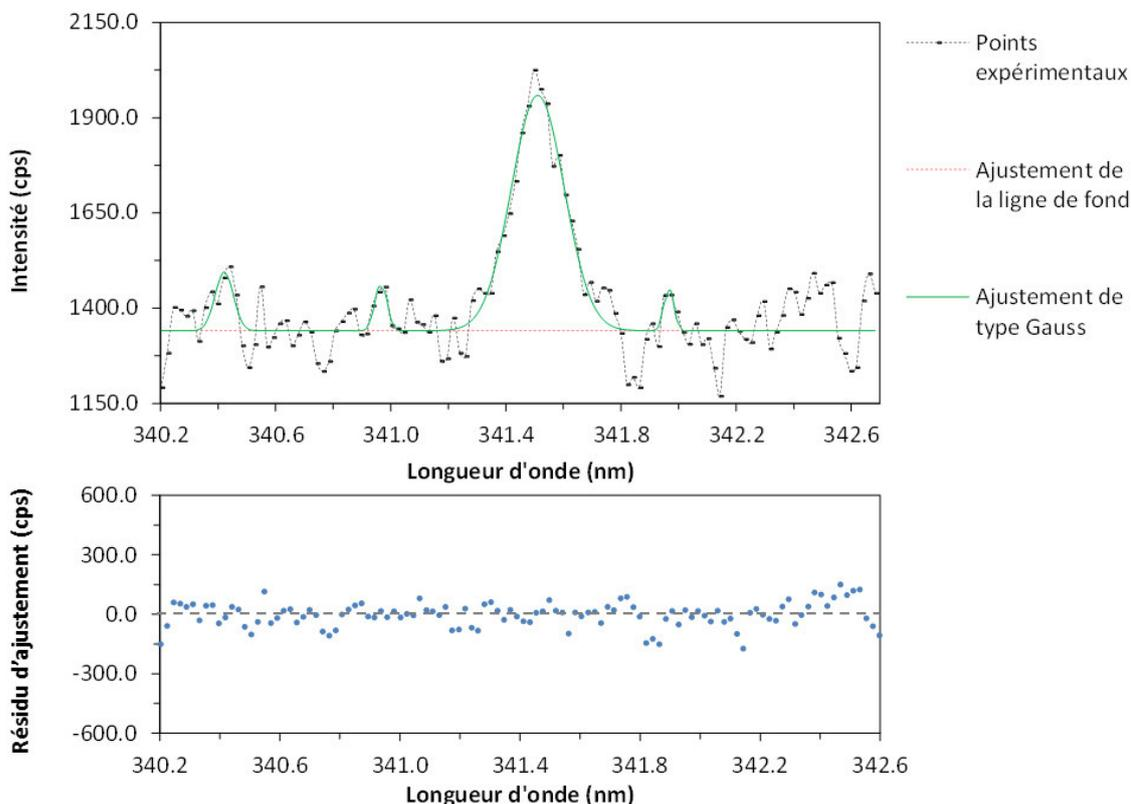 2150.0
1900.0
1650.0
1400.0
1150.0
Intensité (cps)
340.2 340.6 341.0 341.4 341.8 342.2 342.6
Longueur d'onde (nm)
Points
expérimentaux
Ajustement de
la ligne de fond
Ajustement de
type Gauss
600.0
300.0
0.0
-300.0
-600.0
Résidu d'ajustement (cps)
340.2 340.6 341.0 341.4 341.8 342.2 342.6
Longueur d'onde (nm)